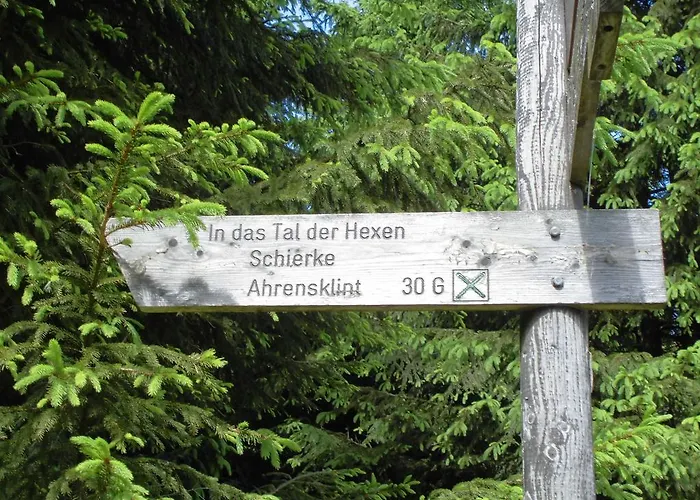 In das Tal der Hexen
Schierke
Ahrensklint 30 G